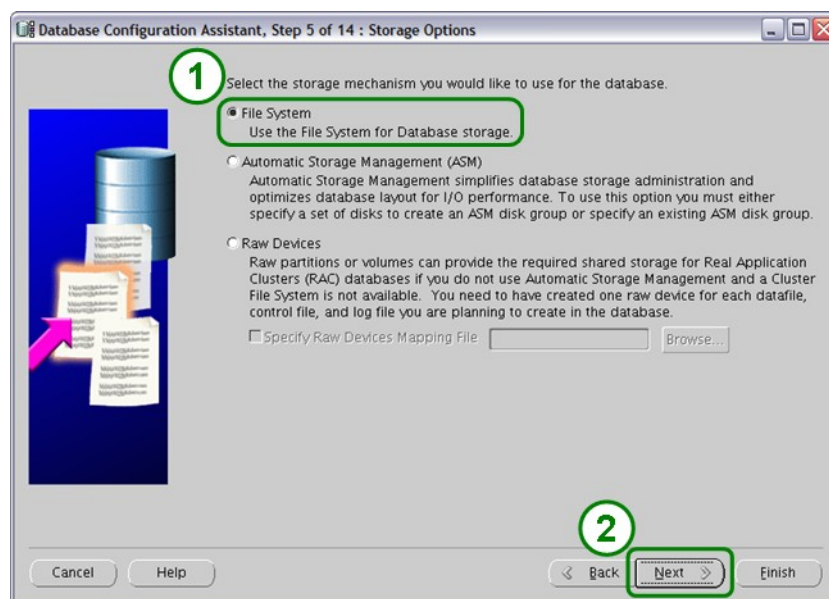 Database Configuration Assistant, Step 5 of 14 : Storage Options
1
Select the storage mechanism you would like to use for the database.
File System
Use the File System for Database storage.
Automatic Storage Management (ASM)
Automatic Storage Management simplifies database storage administration and
optimizes database layout for I/O performance. To use this option you must either
specify a set of disks to create an ASM disk group or specify an existing ASM disk group.
Raw Devices
Raw partitions or volumes can provide the required shared storage for Real Application
Clusters (RAC) databases if you do not use Automatic Storage Management and a Cluster
File System is not available. You need to have created one raw device for each datafile,
control file, and log file you are planning to create in the database.
Specify Raw Devices Mapping File
Browse...
2
Cancel Help Back Next Finish